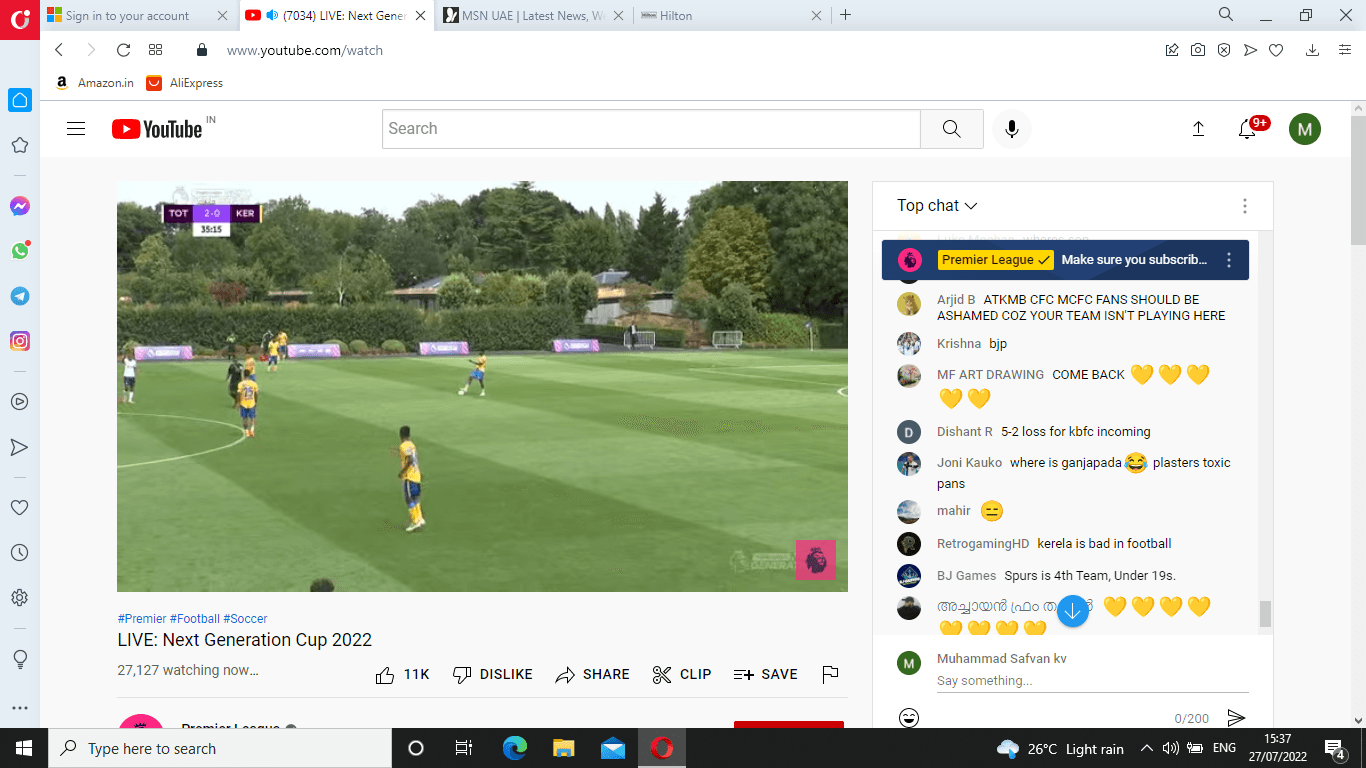 Sign in to your account
(7034) LIVE: Next Gener
MSN UAE | Latest News, We
Hilton
www.youtube.com/watch
Amazon.in
AliExpress
YouTube IN
Search
9+
M
TOT 2-0 KER
35:15
Top chat
Premier League
Make sure you subscrib...
Arjid B ATKMB CFC MCFC FANS SHOULD BE
ASHAMED COZ YOUR TEAM ISN'T PLAYING HERE
Krishna bjp
MF ART DRAWING COME BACK 💛 💛 💛
💛 💛
D
Dishant R 5-2 loss for kbfc incoming
Joni Kauko where is ganjapada😂 plasters toxic
pans
mahir 😑
RetrogamingHD kerela is bad in football
BJ Games Spurs is 4th Team, Under 19s.
അച്ചായൻ ഫ്രം 💛 💛 💛 💛
💛 💛 💛 💛
#Premier #Football #Soccer
LIVE: Next Generation Cup 2022
27,127 watching now...
11K
DISLIKE
SHARE
CLIP
SAVE
M
Muhammad Safvan kv
Say something...
0/200
Premier League
Type here to search
26°C Light rain
ENG
15:37
27/07/2022
4